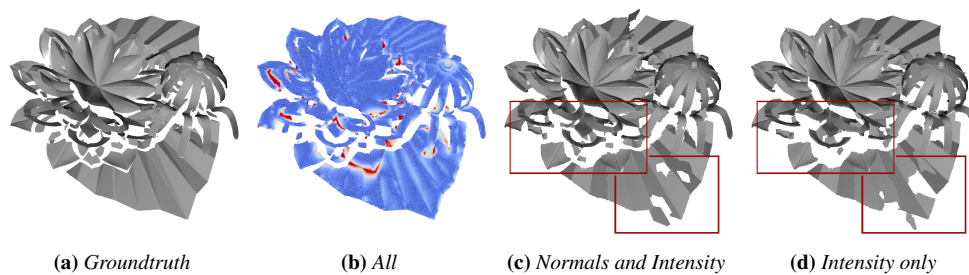 (a) Groundtruth
(b) All
(c) Normals and Intensity
(d) Intensity only